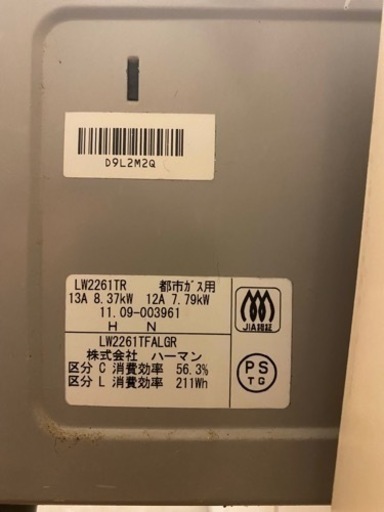 D9L2M2Q
LW2261TR 都市ガス用
13A 8.37kW 12A 7.79kW
11.09-003961
H N
LW2261TFALGR
株式会社 ハーマン
区分 C 消費効率 56.3%
区分 L 消費効率 211Wh
JIA認証
PS
TG